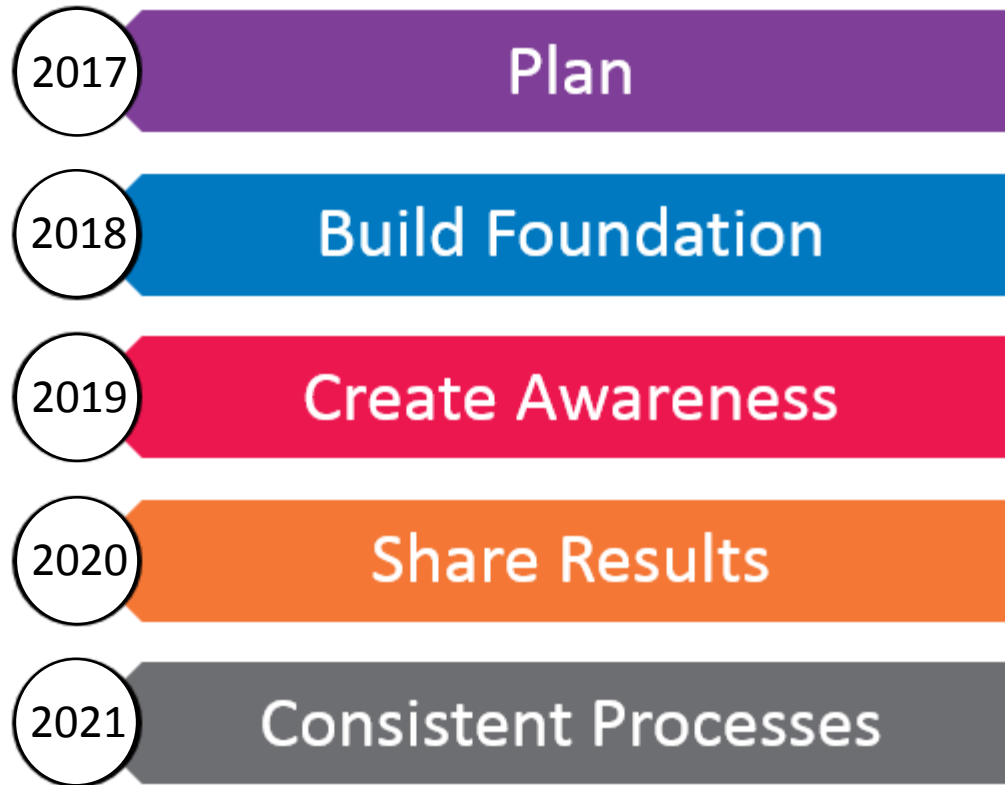 2017 Plan
2018 Build Foundation
2019 Create Awareness
2020 Share Results
2021 Consistent Processes